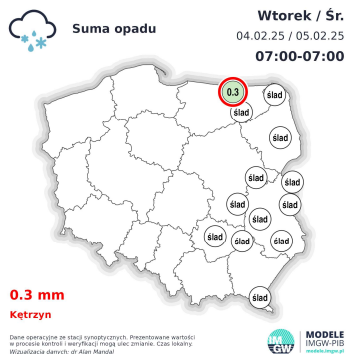 Suma opadu
Wtorek / Śr.
04.02.25 / 05.02.25
07:00-07:00
0.3
ślad
ślad
ślad
ślad
ślad
ślad
ślad
ślad
ślad
ślad
ślad
ślad
0.3 mm
Kętrzyn
Dane operacyjne ze stacji synoptycznych. Prezentowane wartości
w procesie kontroli i weryfikacji mogą ulec zmianie. Czas lokalny.
Wizualizacja danych: dr Alan Mandal
IMGW
MODELE
IMGW-PIB
modele.imgw.pl